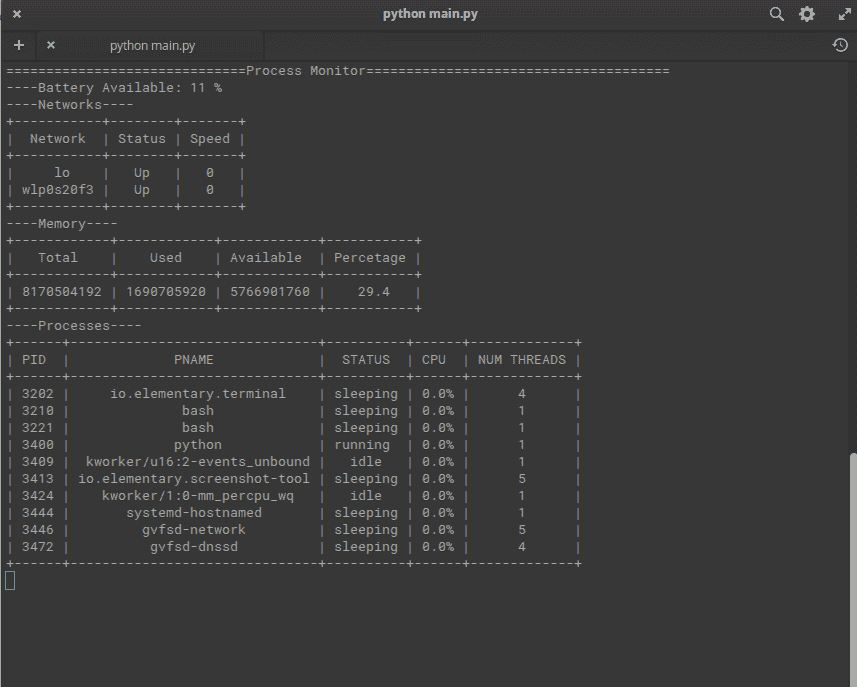 python main.py
python main.py
==============================Process Monitor======================================
----Battery Available: 11 %
----Networks----
+-----------+--------+-------+
|  Network  | Status | Speed |
+-----------+--------+-------+
|     lo    |   Up   |   0   |
| wlp0s20f3 |   Up   |   0   |
+-----------+--------+-------+
----Memory----
+------------+------------+------------+-----------+
|   Total    |    Used    | Available  | Percetage |
+------------+------------+------------+-----------+
| 8170504192 | 1690705920 | 5766901760 |    29.4   |
+------------+------------+------------+-----------+
----Processes----
+------+-------------------------------+----------+------+-------------+
| PID  |             PNAME             |  STATUS  | CPU  | NUM THREADS |
+------+-------------------------------+----------+------+-------------+
| 3202 |     io.elementary.terminal    | sleeping | 0.0% |      4      |
| 3210 |              bash             | sleeping | 0.0% |      1      |
| 3221 |              bash             | sleeping | 0.0% |      1      |
| 3400 |             python            | running  | 0.0% |      1      |
| 3409 |  kworker/u16:2-events_unbound |   idle   | 0.0% |      1      |
| 3413 | io.elementary.screenshot-tool | sleeping | 0.0% |      5      |
| 3424 |    kworker/1:0-mm_percpu_wq   |   idle   | 0.0% |      1      |
| 3444 |       systemd-hostnamed       | sleeping | 0.0% |      1      |
| 3446 |         gvfsd-network         | sleeping | 0.0% |      5      |
| 3472 |          gvfsd-dnssd          | sleeping | 0.0% |      4      |
+------+-------------------------------+----------+------+-------------+